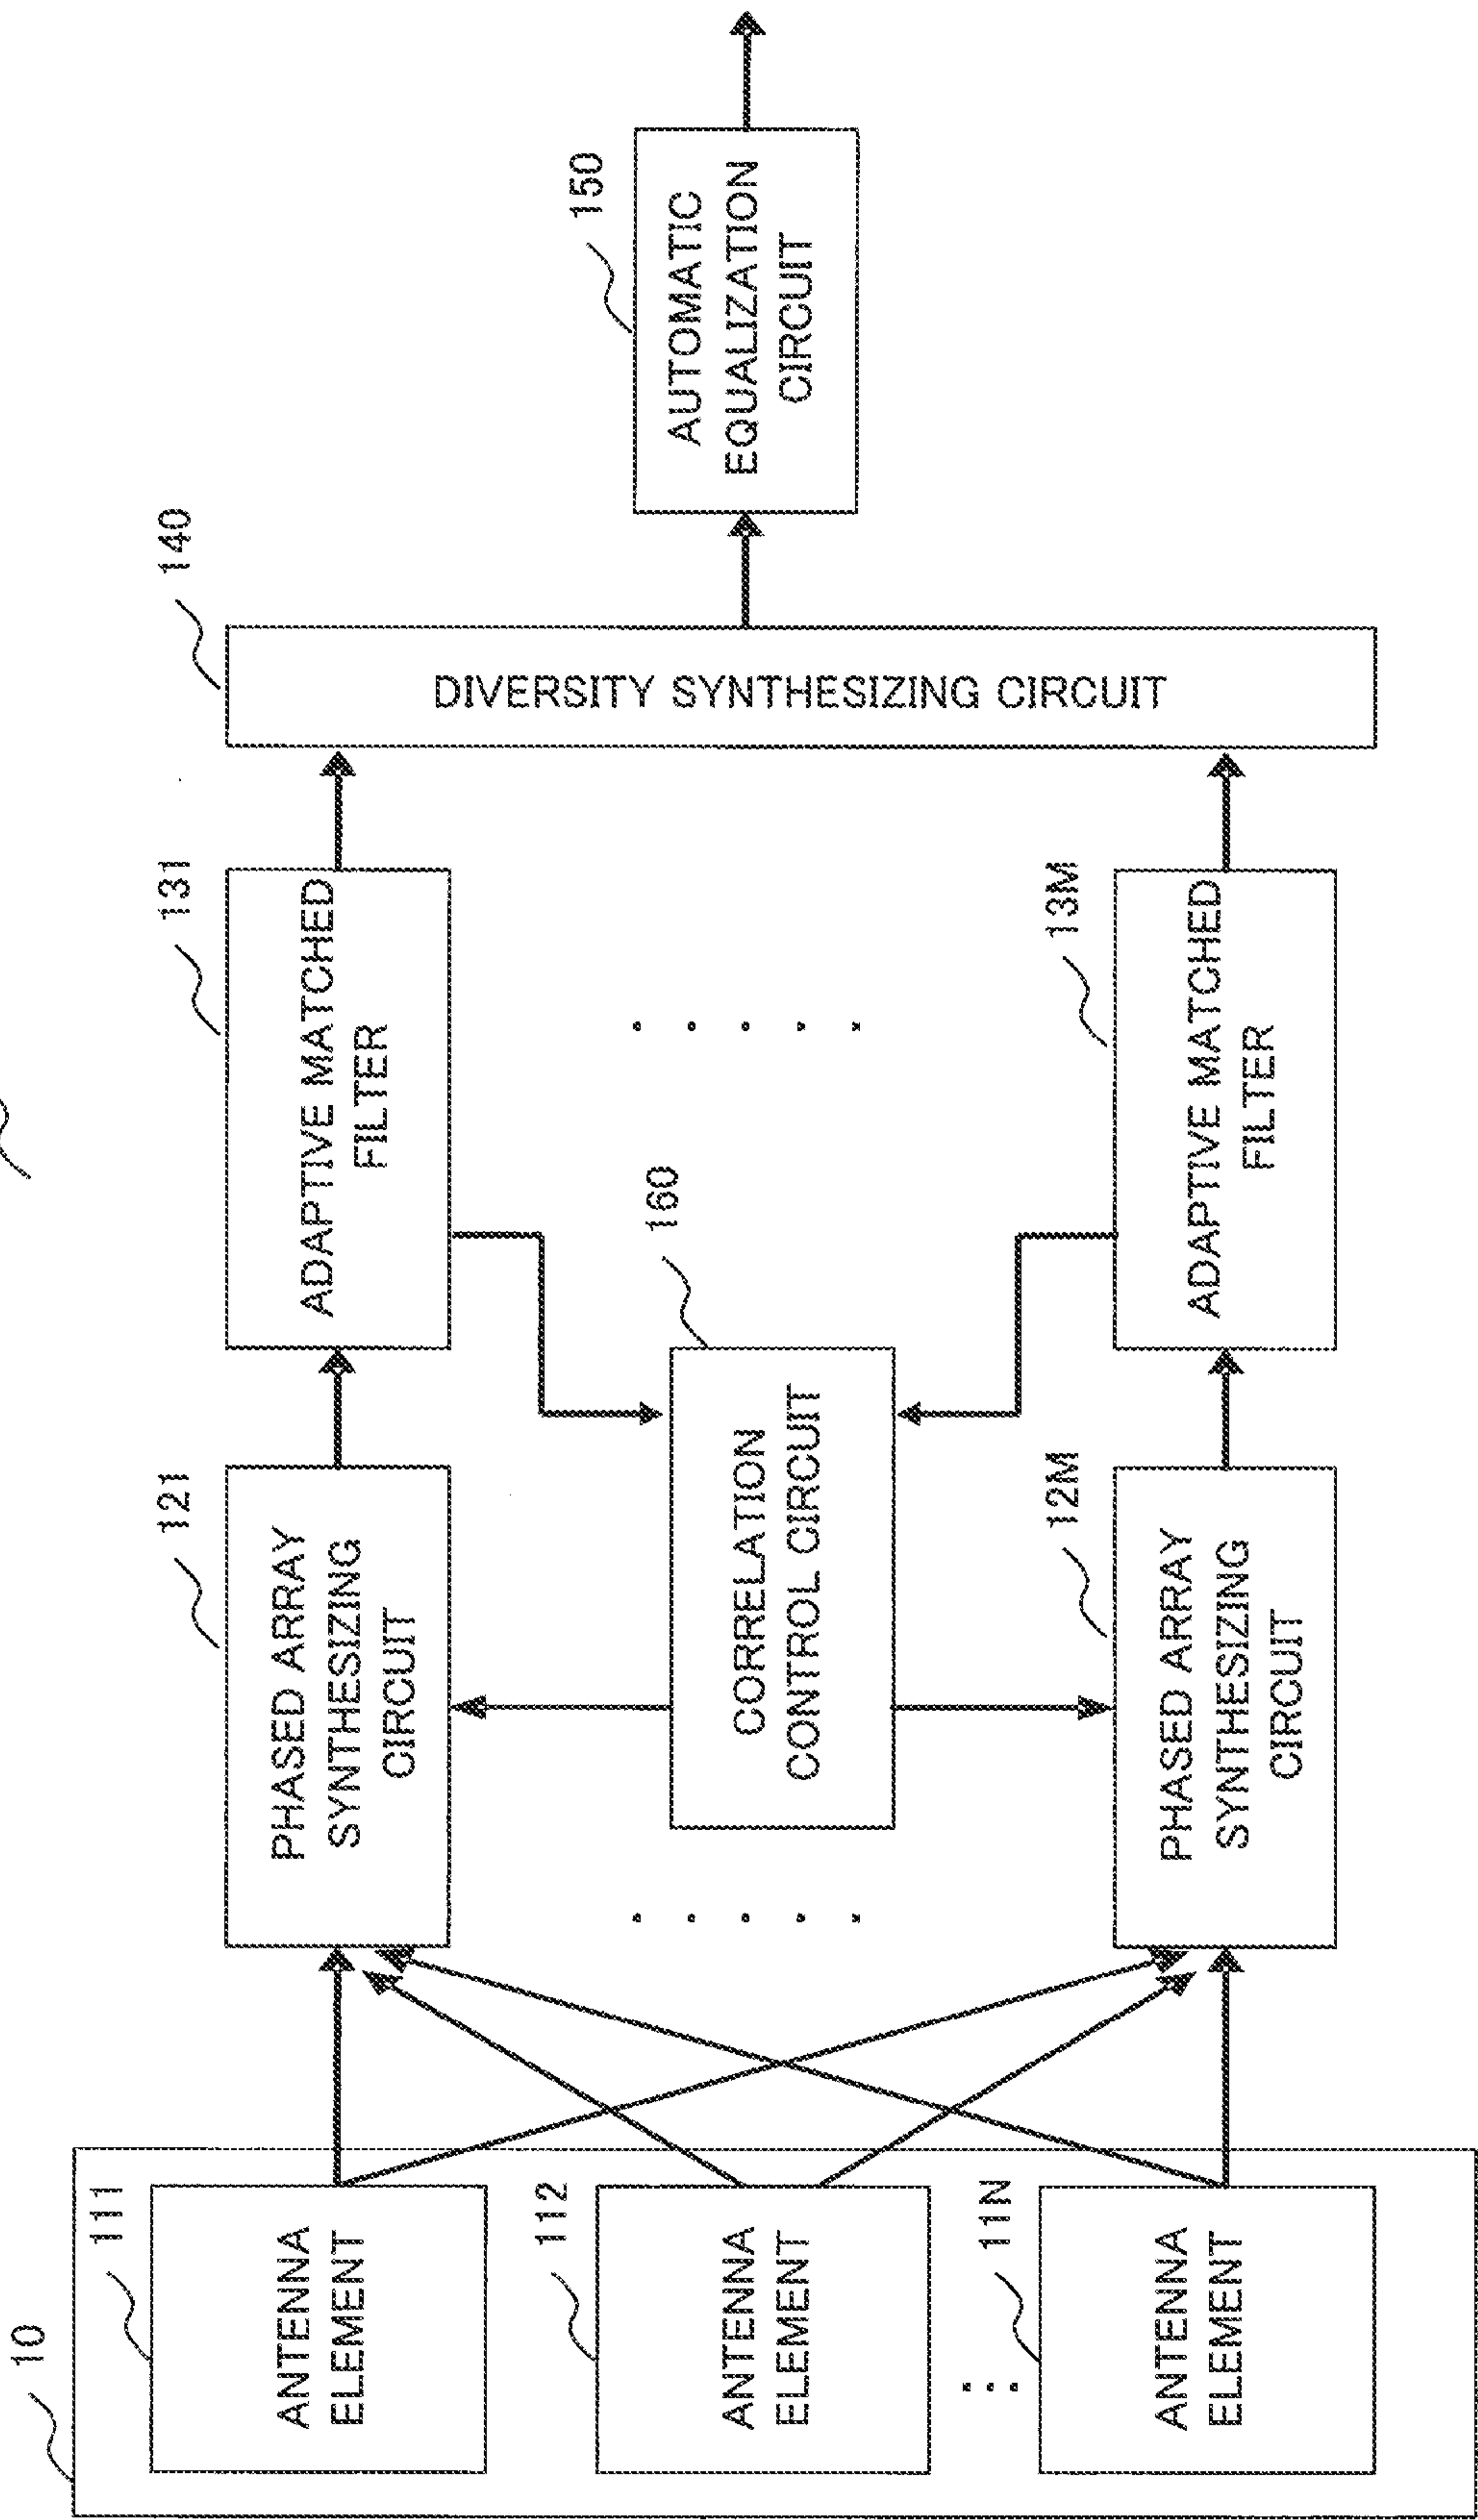 10
111
ANTENNA
ELEMENT
112
ANTENNA
ELEMENT
11N
ANTENNA
ELEMENT
121
PHASED ARRAY
SYNTHESIZING
CIRCUIT
12M
PHASED ARRAY
SYNTHESIZING
CIRCUIT
160
CORRELATION
CONTROL CIRCUIT
131
ADAPTIVE MATCHED
FILTER
13M
ADAPTIVE MATCHED
FILTER
140
DIVERSITY SYNTHESIZING CIRCUIT
150
AUTOMATIC
EQUALIZATION
CIRCUIT